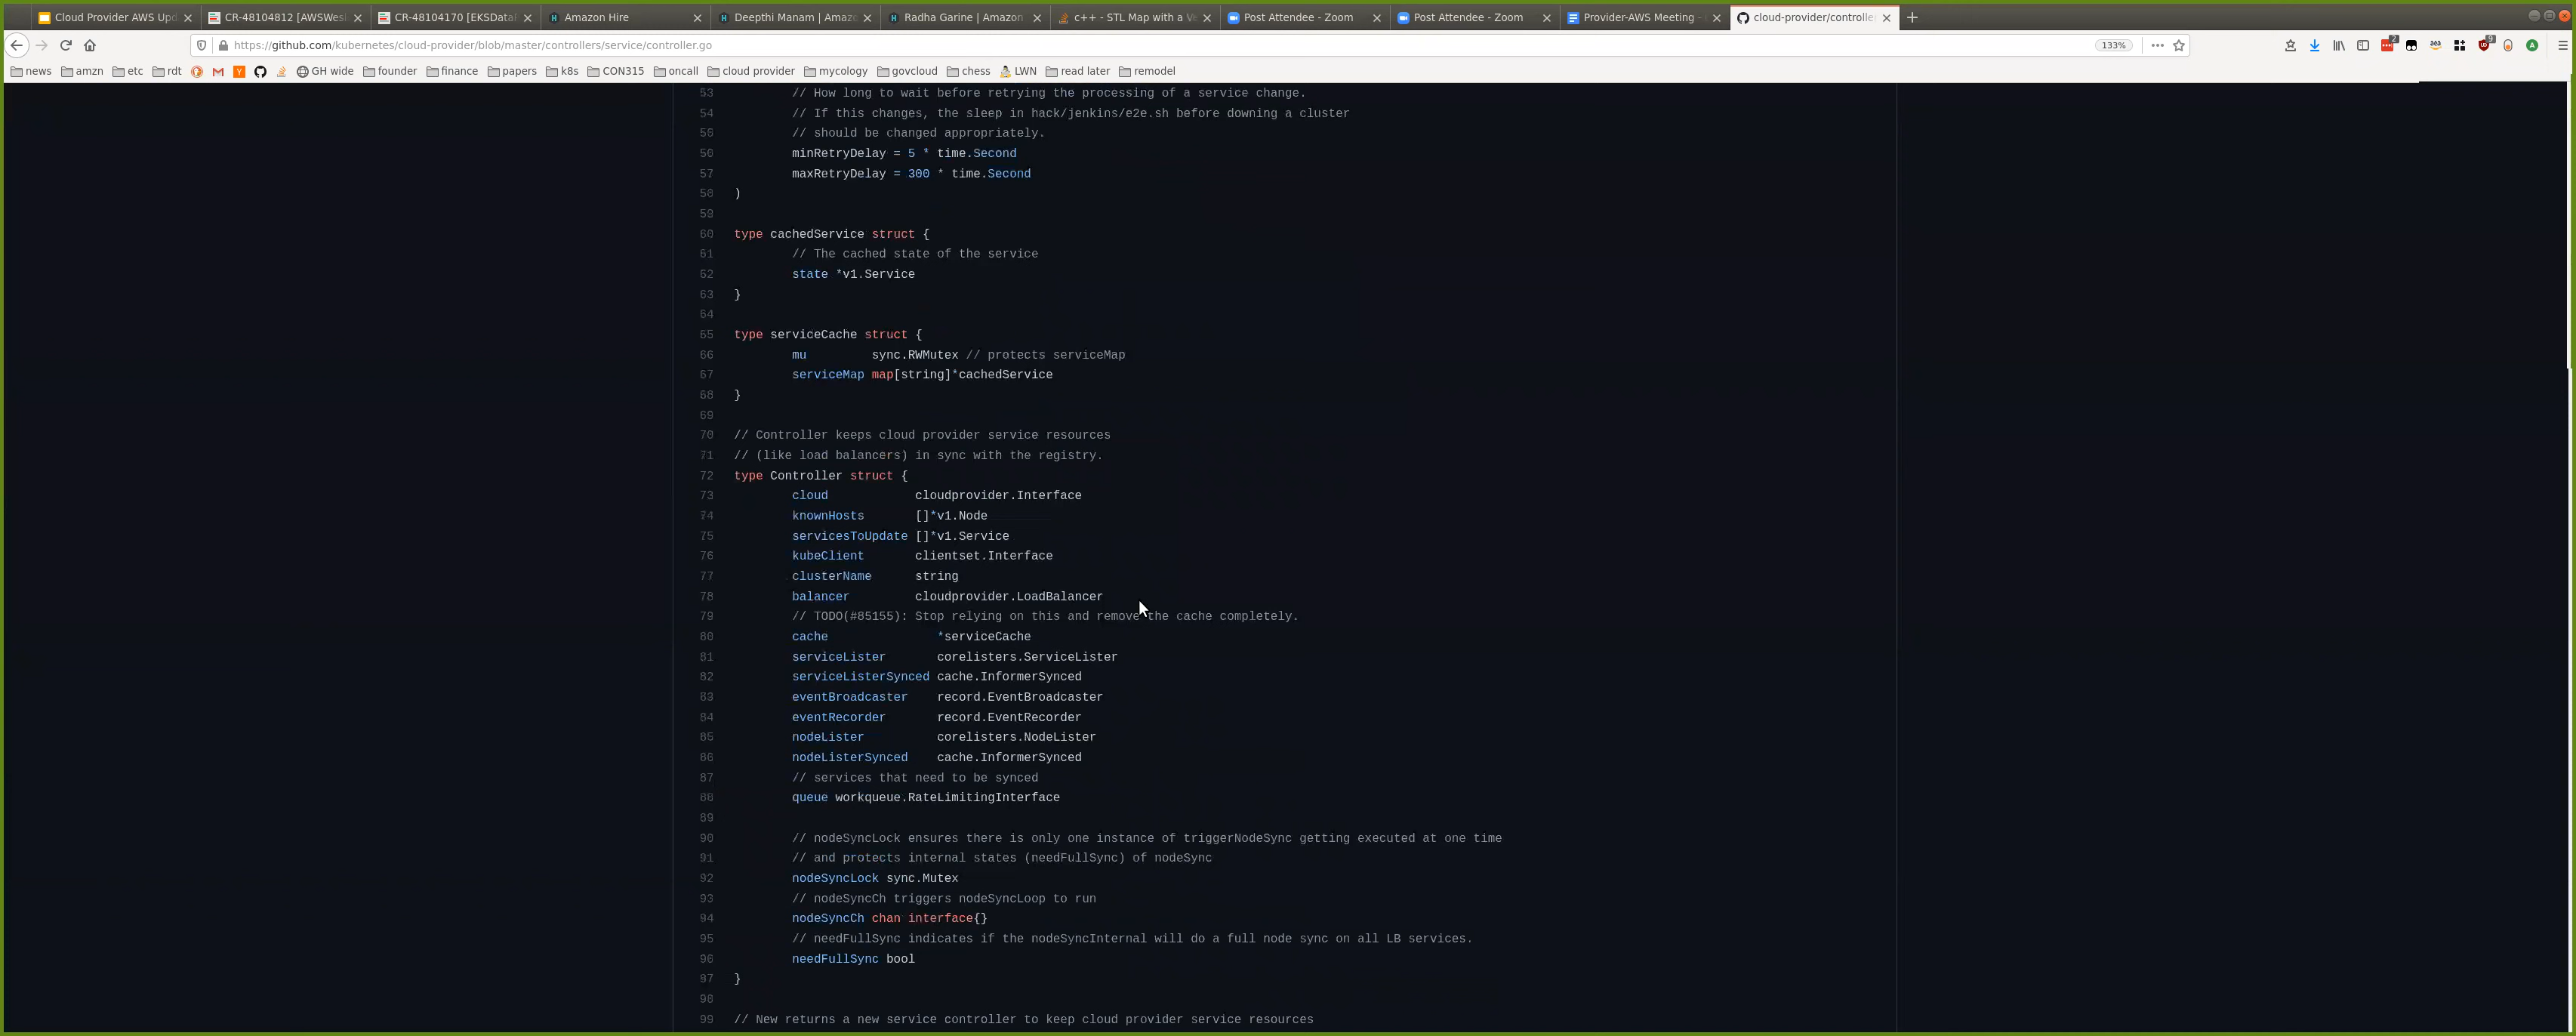 Cloud Provider AWS Upd
CR-48104812 [AWSWes
CR-48104170 [EKSData
Amazon Hire
Deepthi Manam | Amazo
Radha Garine | Amazon
c++ - STL Map with a V
Post Attendee - Zoom
Post Attendee - Zoom
Provider-AWS Meeting -
cloud-provider/controlle
https://github.com/kubernetes/cloud-provider/blob/master/controllers/service/controller.go
133%
news amzn etc rdt GH wide founder finance papers k8s CON315 oncall cloud provider mycology govcloud chess LWN read later remodel
53 // How long to wait before retrying the processing of a service change.
54 // If this changes, the sleep in hack/jenkins/e2e.sh before downing a cluster
55 // should be changed appropriately.
56 minRetryDelay = 5 * time.Second
57 maxRetryDelay = 300 * time.Second
58 )
59
60 type cachedService struct {
61 // The cached state of the service
62 state *v1.Service
63 }
64
65 type serviceCache struct {
66 mu sync.RWMutex // protects serviceMap
67 serviceMap map[string]*cachedService
68 }
69
70 // Controller keeps cloud provider service resources
71 // (like load balancers) in sync with the registry.
72 type Controller struct {
73 cloud cloudprovider.Interface
74 knownHosts []*v1.Node
75 servicesToUpdate []*v1.Service
76 kubeClient clientset.Interface
77 clusterName string
78 balancer cloudprovider.LoadBalancer
79 // TODO(#85155): Stop relying on this and remove the cache completely.
80 cache *serviceCache
81 serviceLister corelisters.ServiceLister
82 serviceListerSynced cache.InformerSynced
83 eventBroadcaster record.EventBroadcaster
84 eventRecorder record.EventRecorder
85 nodeLister corelisters.NodeLister
86 nodeListerSynced cache.InformerSynced
87 // services that need to be synced
88 queue workqueue.RateLimitingInterface
89
90 // nodeSyncLock ensures there is only one instance of triggerNodeSync getting executed at one time
91 // and protects internal states (needFullSync) of nodeSync
92 nodeSyncLock sync.Mutex
93 // nodeSyncCh triggers nodeSyncLoop to run
94 nodeSyncCh chan interface{}
95 // needFullSync indicates if the nodeSyncInternal will do a full node sync on all LB services.
96 needFullSync bool
97 }
98
99 // New returns a new service controller to keep cloud provider service resources